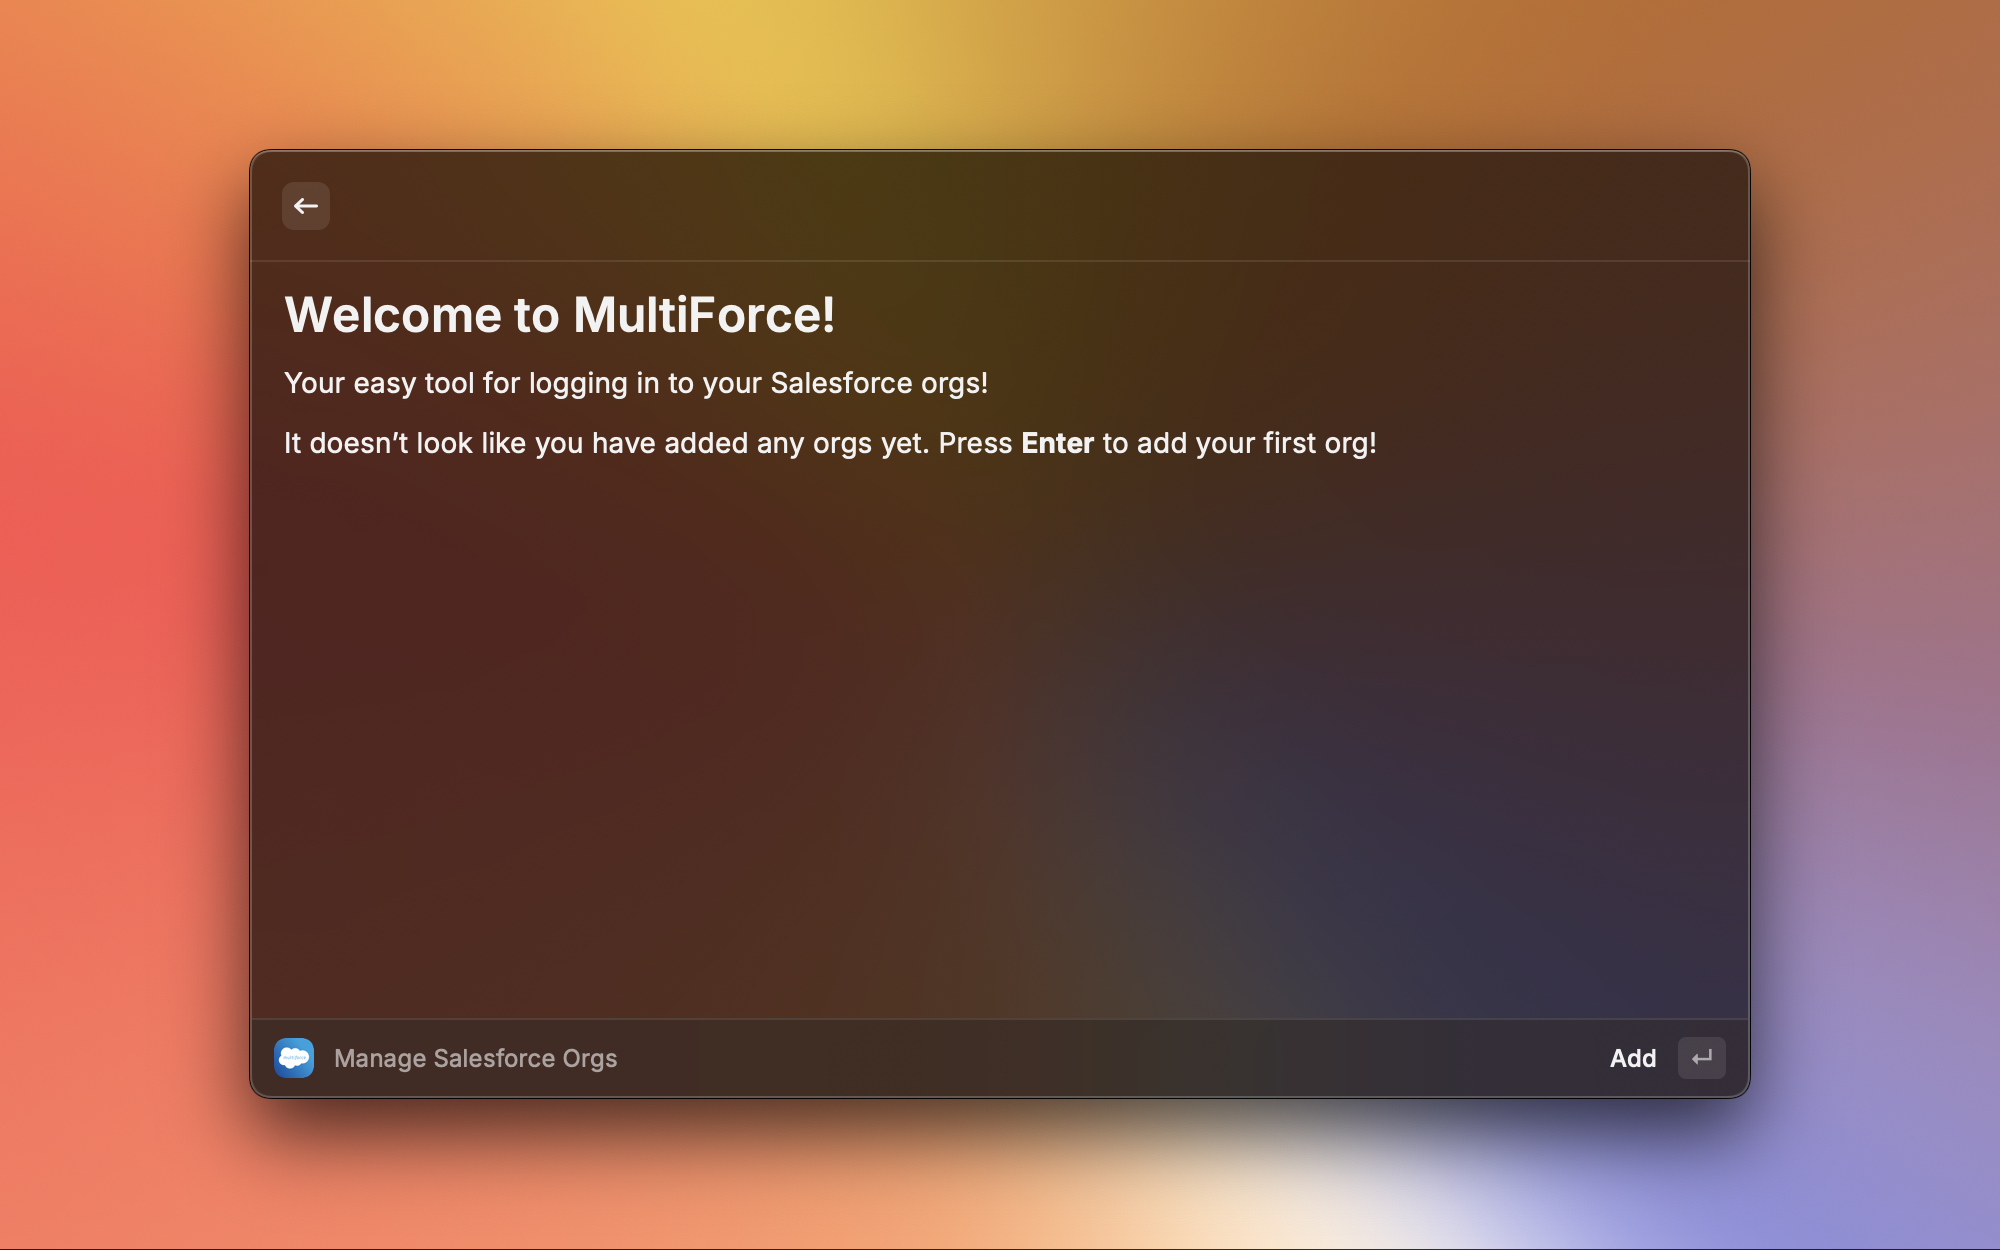 Welcome to MultiForce!
Your easy tool for logging in to your Salesforce orgs!
It doesn’t look like you have added any orgs yet. Press Enter to add your first org!
Manage Salesforce Orgs
Add